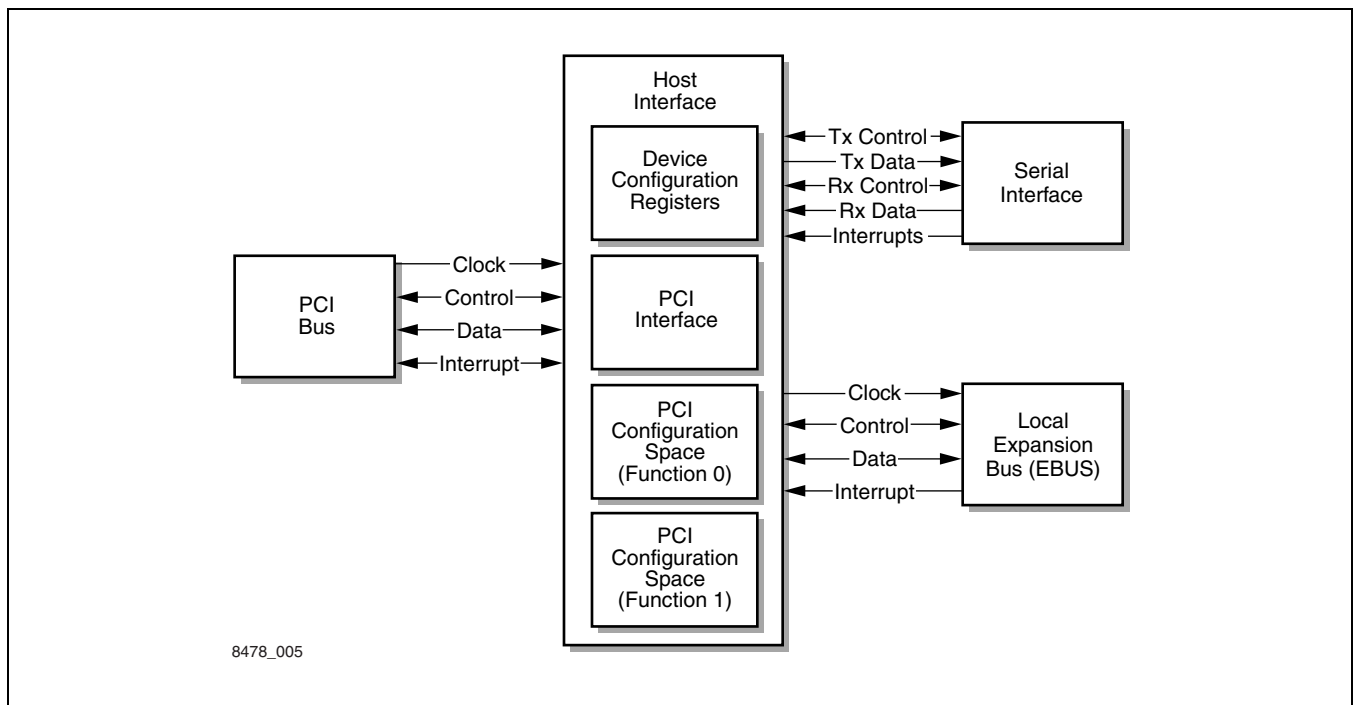 Host
Interface
Device
Configuration
Registers
PCI
Interface
PCI
Configuration
Space
(Function 0)
PCI
Configuration
Space
(Function 1)
PCI
Bus
Clock
Control
Data
Interrupt
Tx Control
Tx Data
Rx Control
Rx Data
Interrupts
Serial
Interface
Clock
Control
Data
Interrupt
Local
Expansion
Bus (EBUS)
8478_005